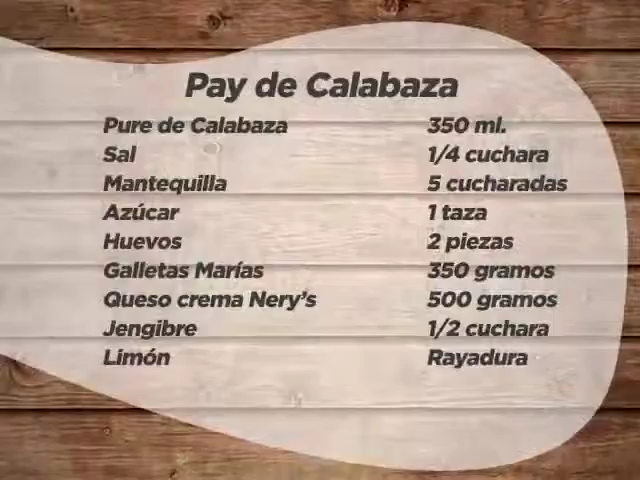 Pay de Calabaza
Pure de Calabaza 350 ml.
Sal 1/4 cuchara
Mantequilla 5 cucharadas
Azúcar 1 taza
Huevos 2 piezas
Galletas Marías 350 gramos
Queso crema Nery's 500 gramos
Jengibre 1/2 cuchara
Limón Rayadura